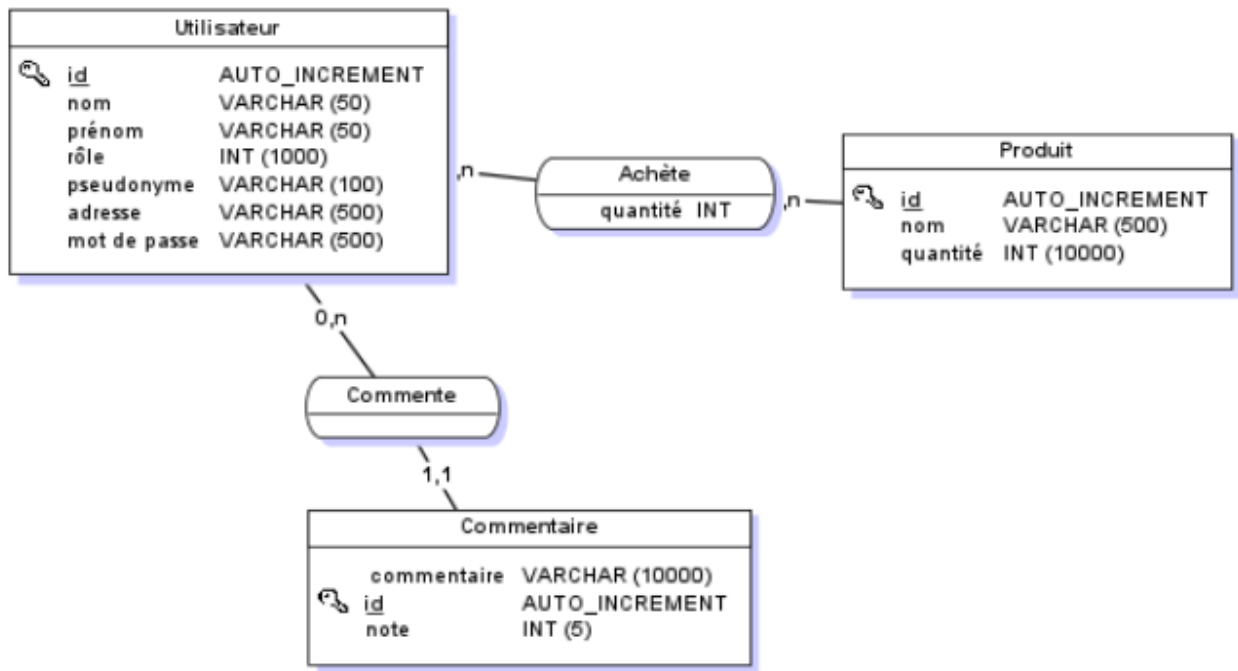 Utilisateur
id AUTO_INCREMENT
nom VARCHAR (50)
prénom VARCHAR (50)
rôle INT (1000)
pseudonyme VARCHAR (100)
adresse VARCHAR (500)
mot de passe VARCHAR (500)
,n
Achète
quantité INT
,n
Produit
id AUTO_INCREMENT
nom VARCHAR (500)
quantité INT (10000)
0,n
Commente
1,1
Commentaire
commentaire VARCHAR (10000)
id AUTO_INCREMENT
note INT (5)